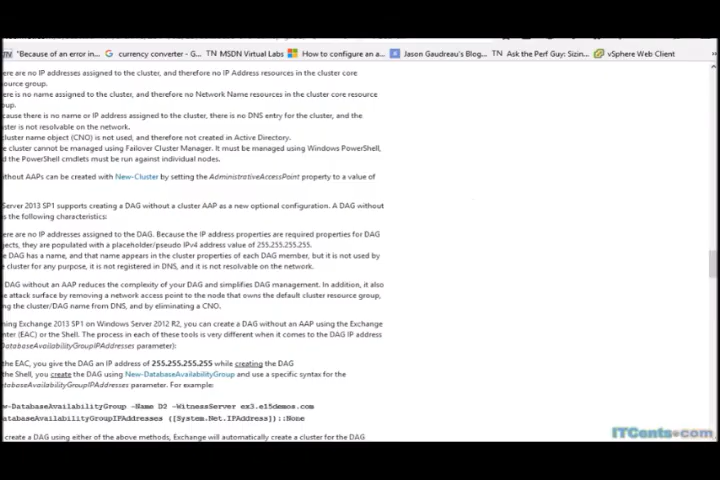 "Because of an error in... G currency converter - G... TN MSDN Virtual Labs How to configure an a... Jason Gaudreau's Blog... TN Ask the Perf Guy: Sizin... vSphere Web Client
ere are no IP addresses assigned to the cluster, and therefore no IP Address resources in the cluster core
ource group.
ere is no name assigned to the cluster, and therefore no Network Name resources in the cluster core resource
oup.
cause there is no name or IP address assigned to the cluster, there is no DNS entry for the cluster, and the
ster is not resolvable on the network.
cluster name object (CNO) is not used, and therefore not created in Active Directory.
e cluster cannot be managed using Failover Cluster Manager. It must be managed using Windows PowerShell,
d the PowerShell cmdlets must be run against individual nodes.
ithout AAPs can be created with New-Cluster by setting the AdministrativeAccessPoint property to a value of
Server 2013 SP1 supports creating a DAG without a cluster AAP as a new optional configuration. A DAG without
s the following characteristics:
ere are no IP addresses assigned to the DAG. Because the IP address properties are required properties for DAG
jects, they are populated with a placeholder/pseudo IPv4 address value of 255.255.255.255.
e DAG has a name, and that name appears in the cluster properties of each DAG member, but it is not used by
e cluster for any purpose, it is not registered in DNS, and it is not resolvable on the network.
DAG without an AAP reduces the complexity of your DAG and simplifies DAG management. In addition, it also
e attack surface by removing a network access point to the node that owns the default cluster resource group,
ng the cluster/DAG name from DNS, and by eliminating a CNO.
ning Exchange 2013 SP1 on Windows Server 2012 R2, you can create a DAG without an AAP using the Exchange
nter (EAC) or the Shell. The process in each of these tools is very different when it comes to the DAG IP address
DatabaseAvailabilityGroupIPAddresses parameter):
the EAC, you give the DAG an IP address of 255.255.255.255 while creating the DAG
the Shell, you create the DAG using New-DatabaseAvailabilityGroup and use a specific syntax for the
tabaseAvailabilityGroupIPAddresses parameter. For example:
w-DatabaseAvailabilityGroup -Name D2 -WitnessServer ex3.e15demos.com
atabaseAvailabilityGroupIPAddresses ([System.Net.IPAddress])::None
create a DAG using either of the above methods, Exchange will automatically create a cluster for the DAG
ITCents.com